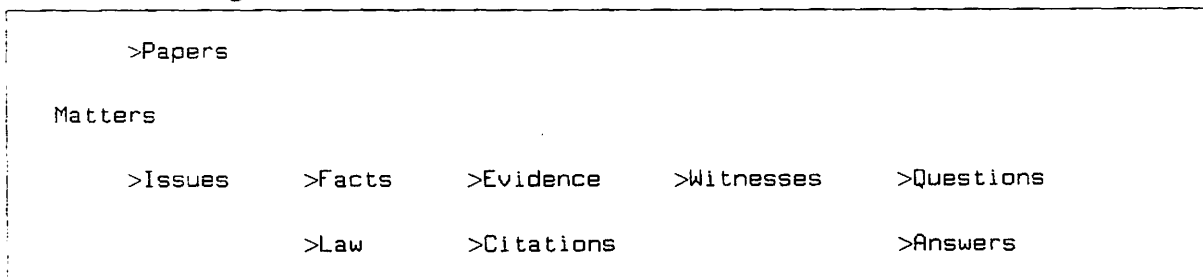 >Papers
Matters
>Issues >Facts >Evidence >Witnesses >Questions
>Law >Citations >Answers